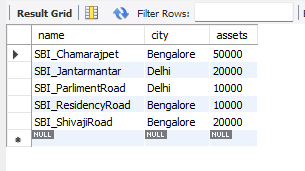 Result Grid Filter Rows:
name city assets
SBI_Chamarajpet Bengalore 50000
SBI_Jantarmantar Delhi 20000
SBI_ParlimentRoad Delhi 10000
SBI_ResidencyRoad Bengalore 10000
SBI_ShivajiRoad Bengalore 20000
NULL NULL NULL